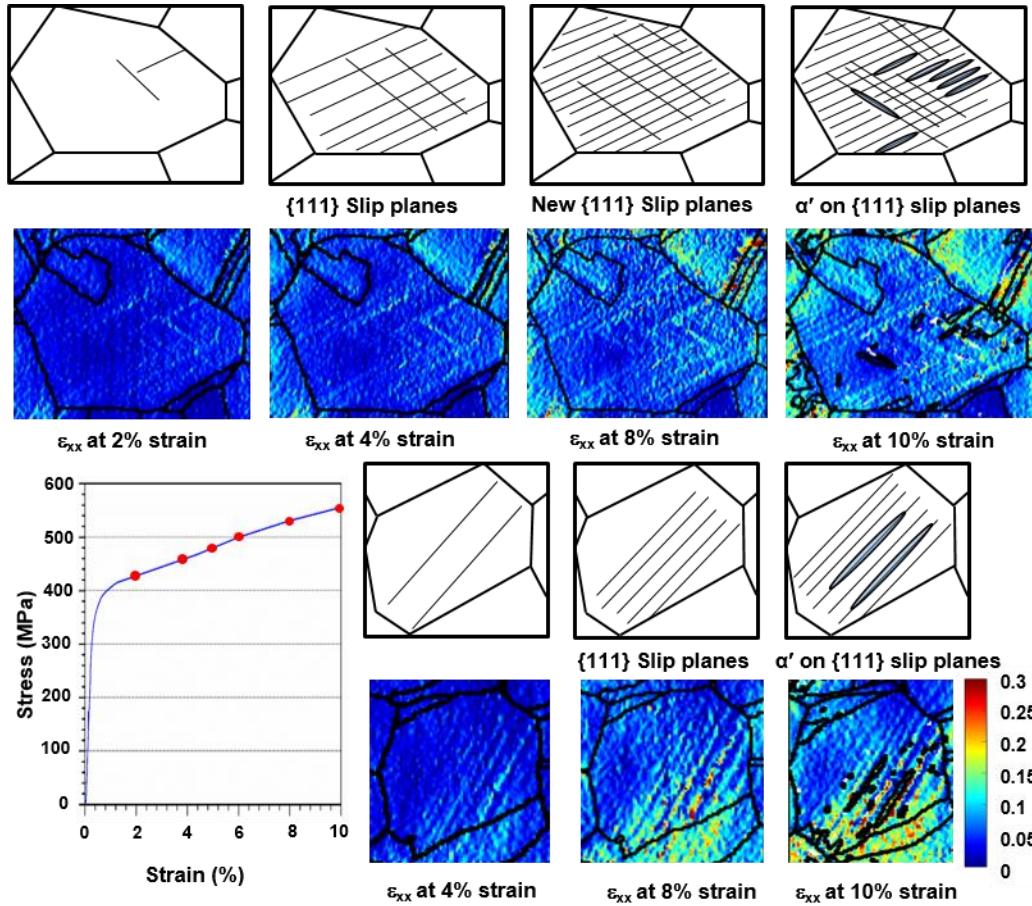 {111} Slip planes
New {111} Slip planes
α′ on {111} slip planes
εxx at 2% strain
εxx at 4% strain
εxx at 8% strain
εxx at 10% strain
600
500
400
300
200
100
0
Stress (MPa)
0 2 4 6 8 10
Strain (%)
{111} Slip planes
α′ on {111} slip planes
0.3
0.25
0.2
0.15
0.1
0.05
0
εxx at 4% strain
εxx at 8% strain
εxx at 10% strain